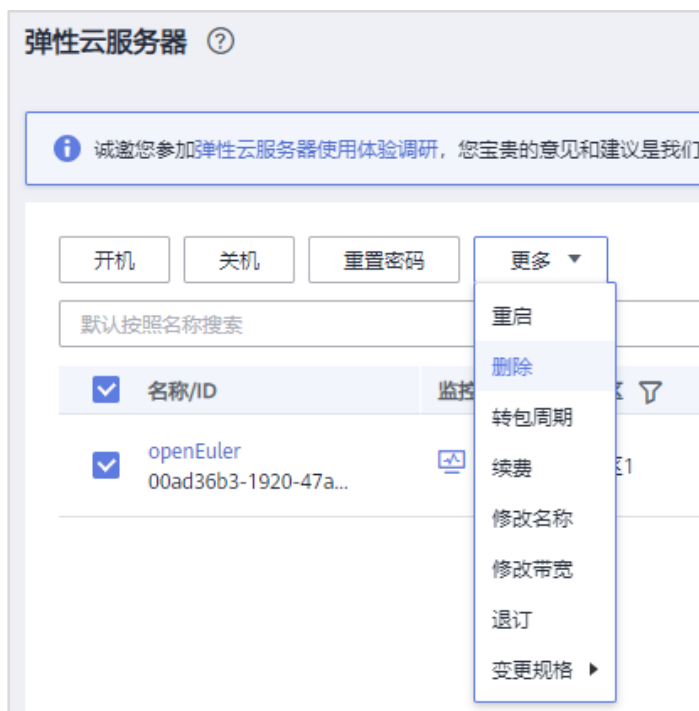 弹性云服务器
诚邀您参加弹性云服务器使用体验调研，您宝贵的意见和建议是我们
开机 关机 重置密码 更多
默认按照名称搜索
名称/ID 监控
openEuler
00ad36b3-1920-47a...
区1
重启
删除
转包周期
续费
修改名称
修改带宽
退订
变更规格